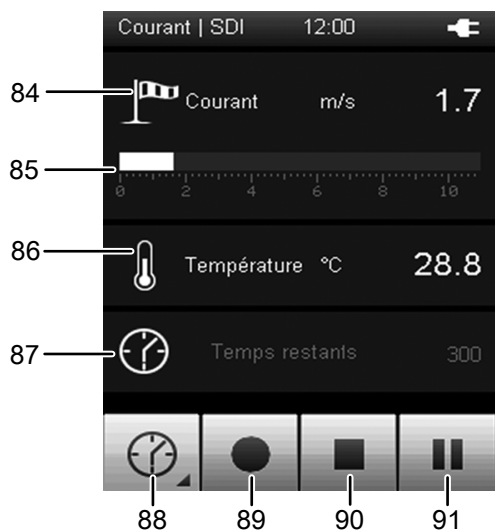 Courant | SDI 12:00
84 Courant m/s 1.7
85
0 2 4 6 8 10
86 Température °C 28.8
87 Temps restants 300
88 89 90 91